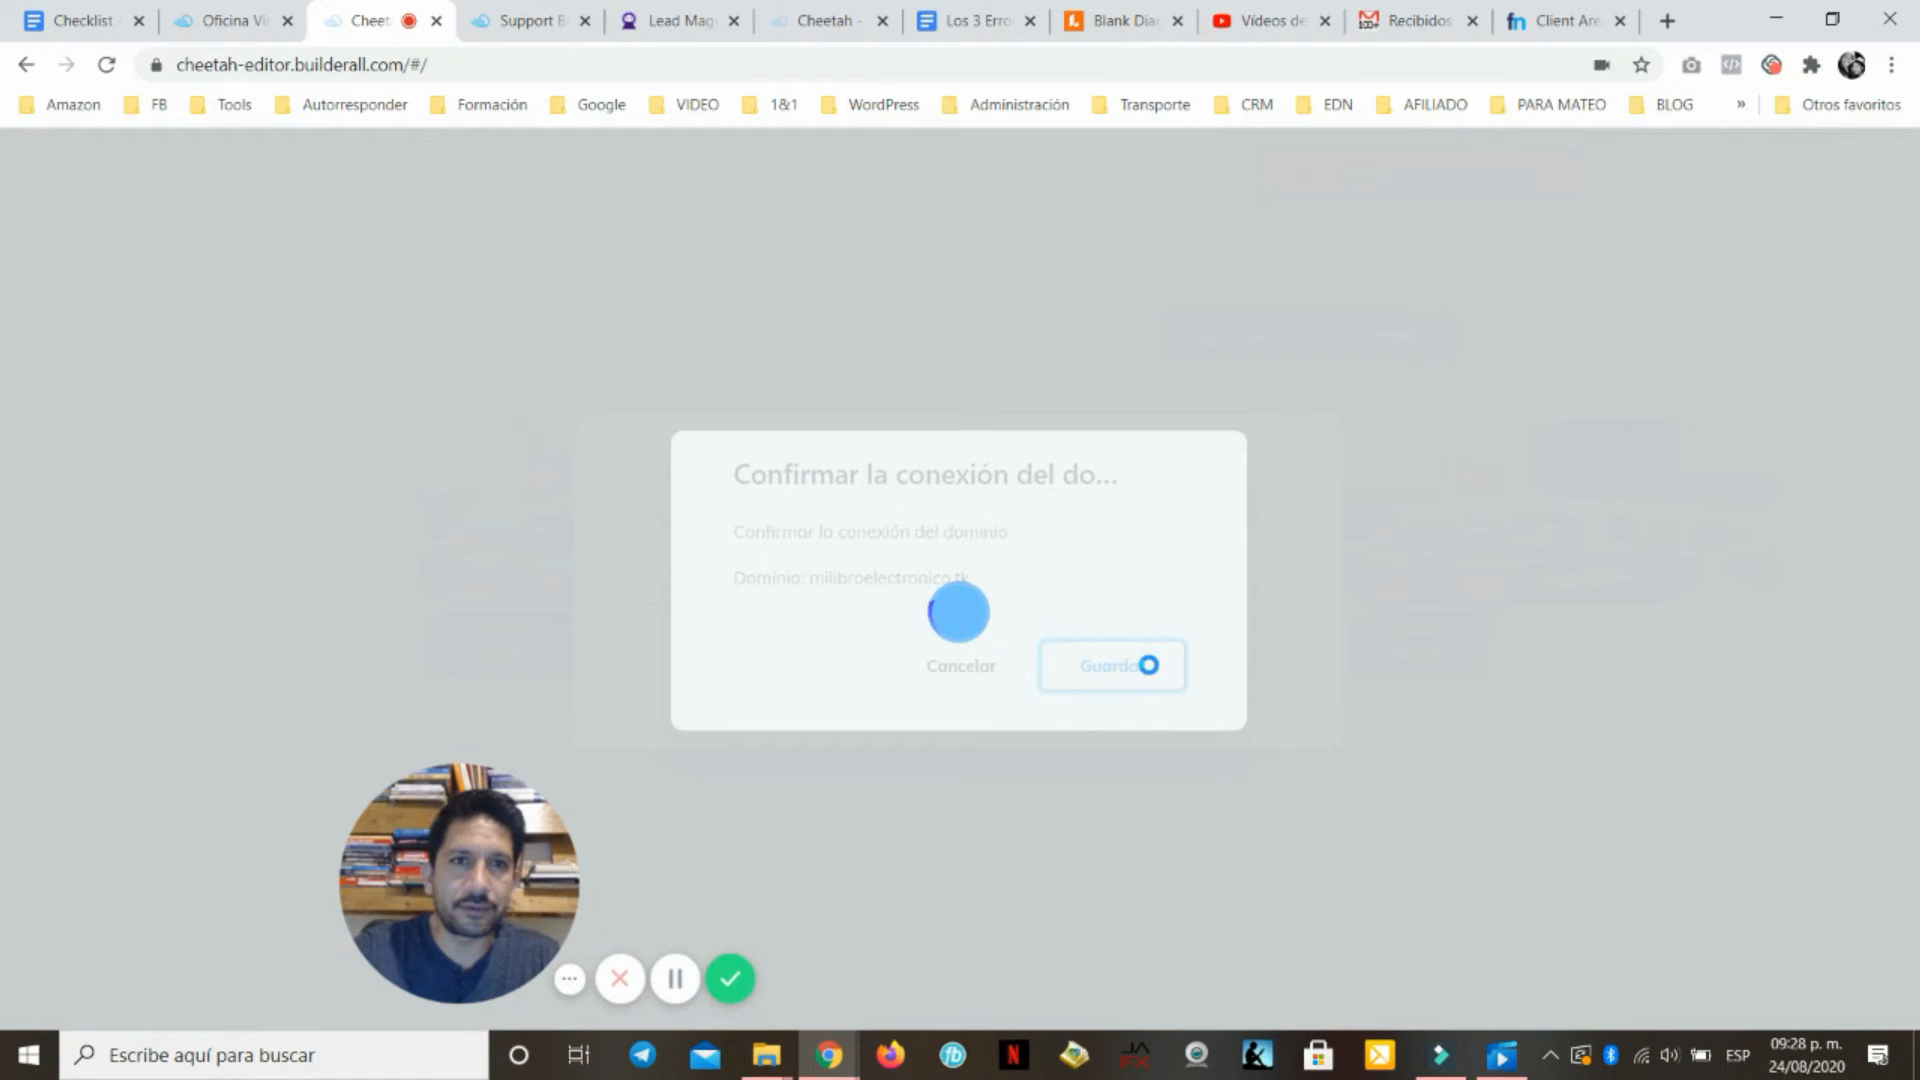 Checklist -
Oficina Vi
Cheet
Support B
Lead Mag
Cheetah -
Los 3 Erro
Blank Dia
Vídeos de
Recibidos
Client Are
cheetah-editor.builderall.com/#/
Amazon
FB
Tools
Autorresponder
Formación
Google
VIDEO
1&1
WordPress
Administración
Transporte
CRM
EDN
AFILIADO
PARA MATEO
BLOG
»
Otros favoritos
Confirmar la conexión del do...
Confirmar la conexión del dominio
Dominio: milibroelectronico.tk
Cancelar
Guarda
Escribe aquí para buscar
ESP
09:28 p. m.
24/08/2020